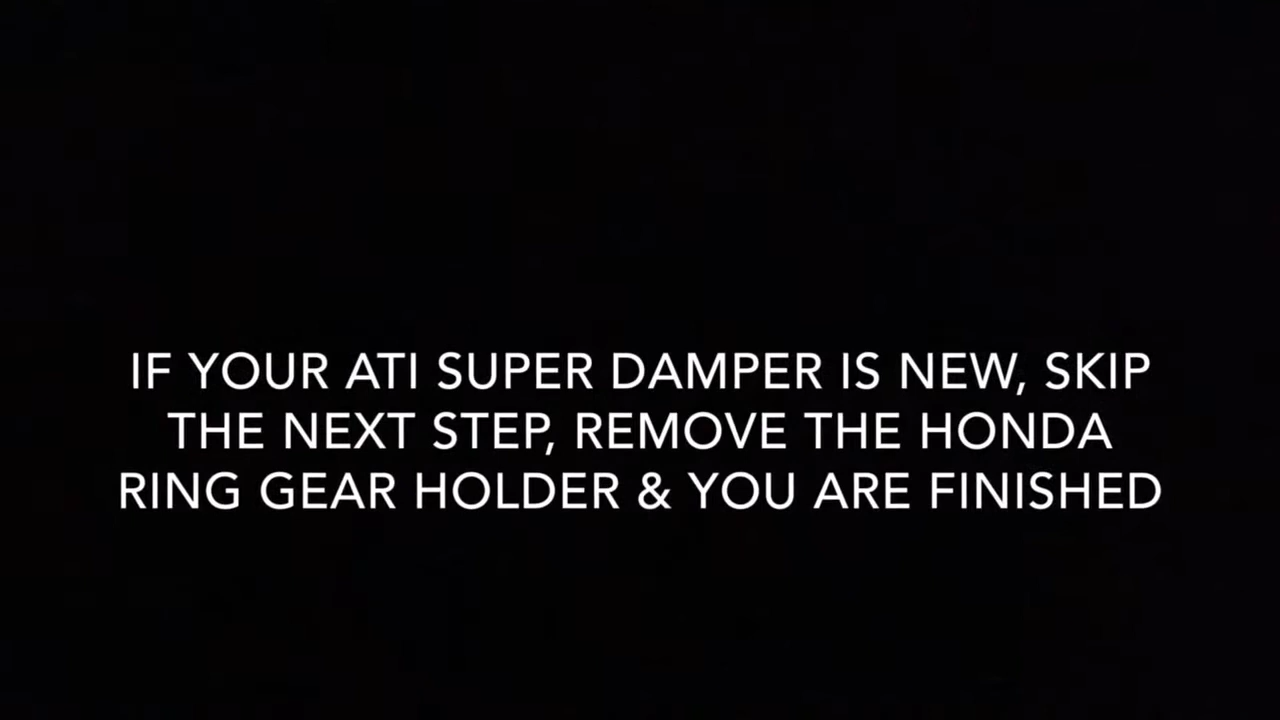 IF YOUR ATI SUPER DAMPER IS NEW, SKIP
THE NEXT STEP, REMOVE THE HONDA
RING GEAR HOLDER & YOU ARE FINISHED